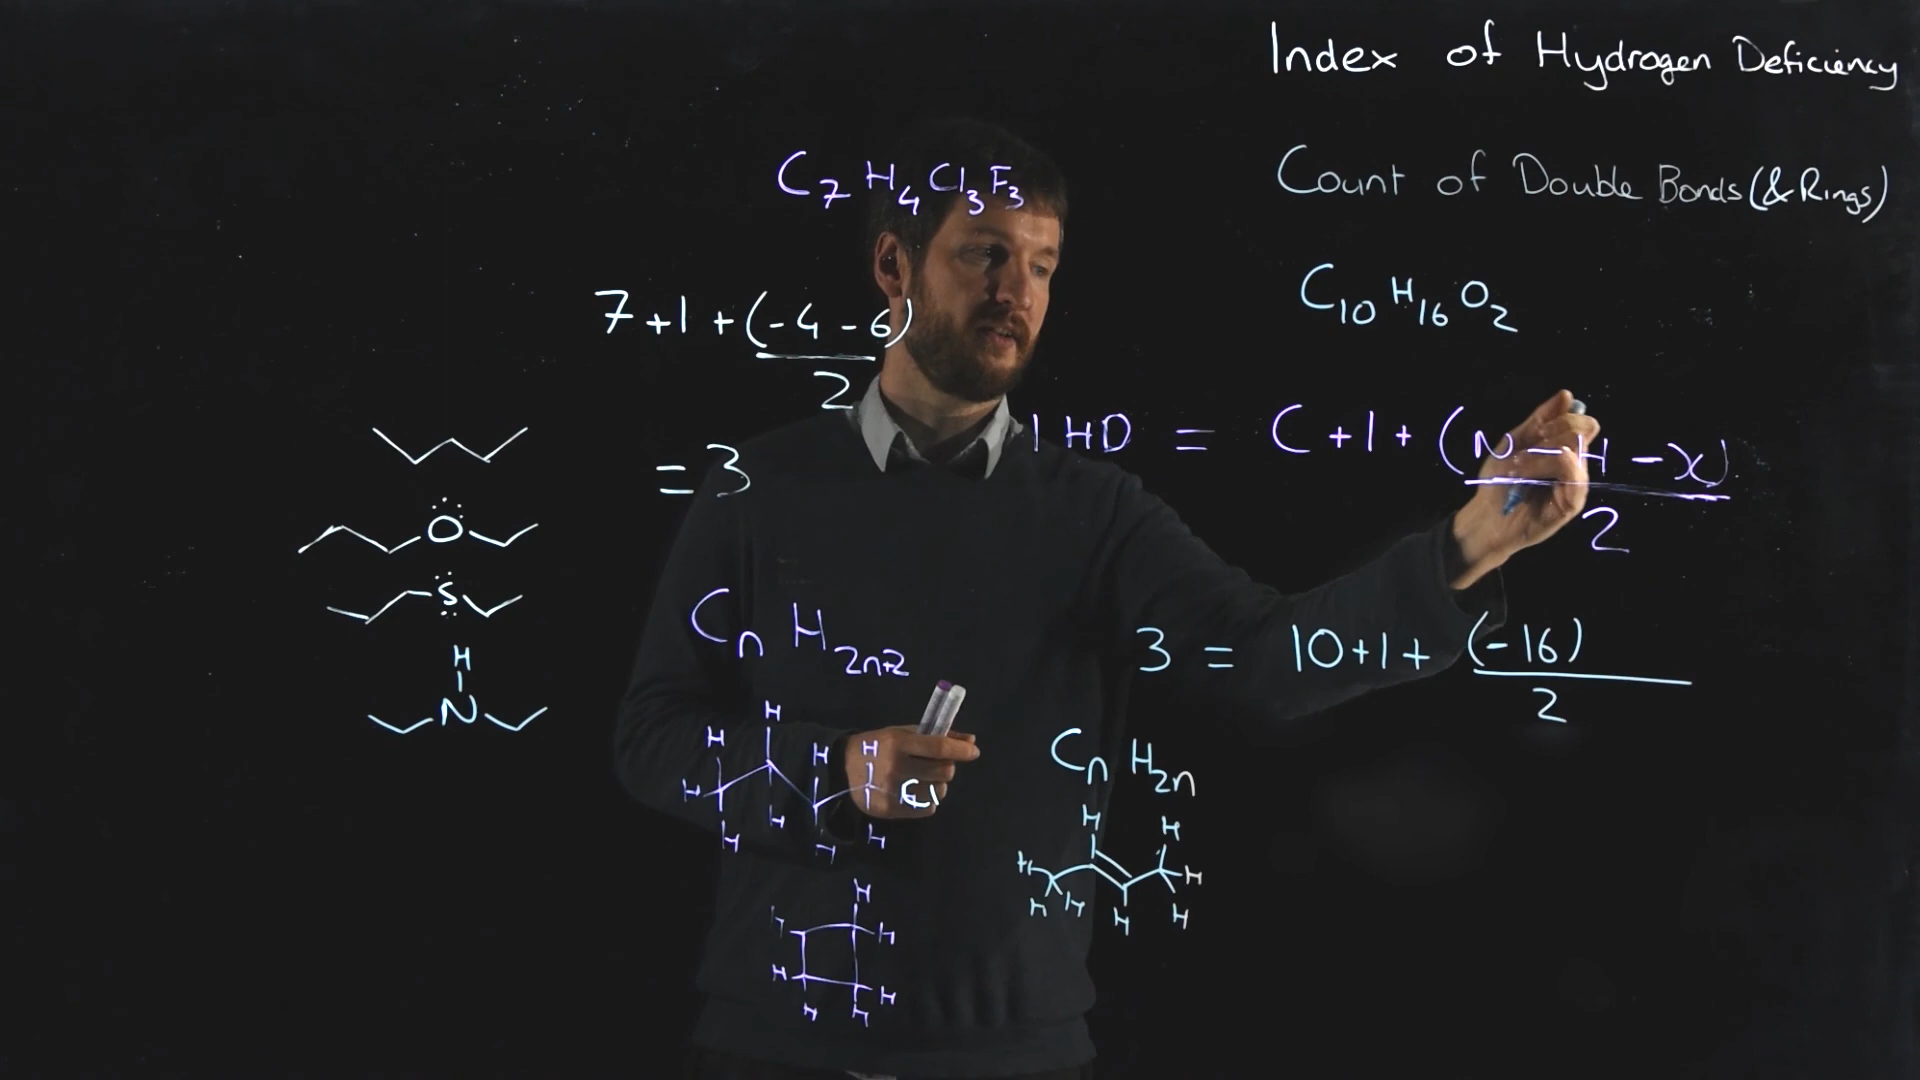 Index of Hydrogen Deficiency
Count of Double Bonds (& Rings)
C7H4Cl3F3
C10H16O2
7+1+(-4-6)
2
= 3
IHD = C+1+(N-H-X)
2
3 = 10+1+(-16)
2
O
S
H
N
CnH2n+2
H
H H H
H Cl
H H H H
H
H H
H H
H H
CnH2n
H H
H H
H H H H